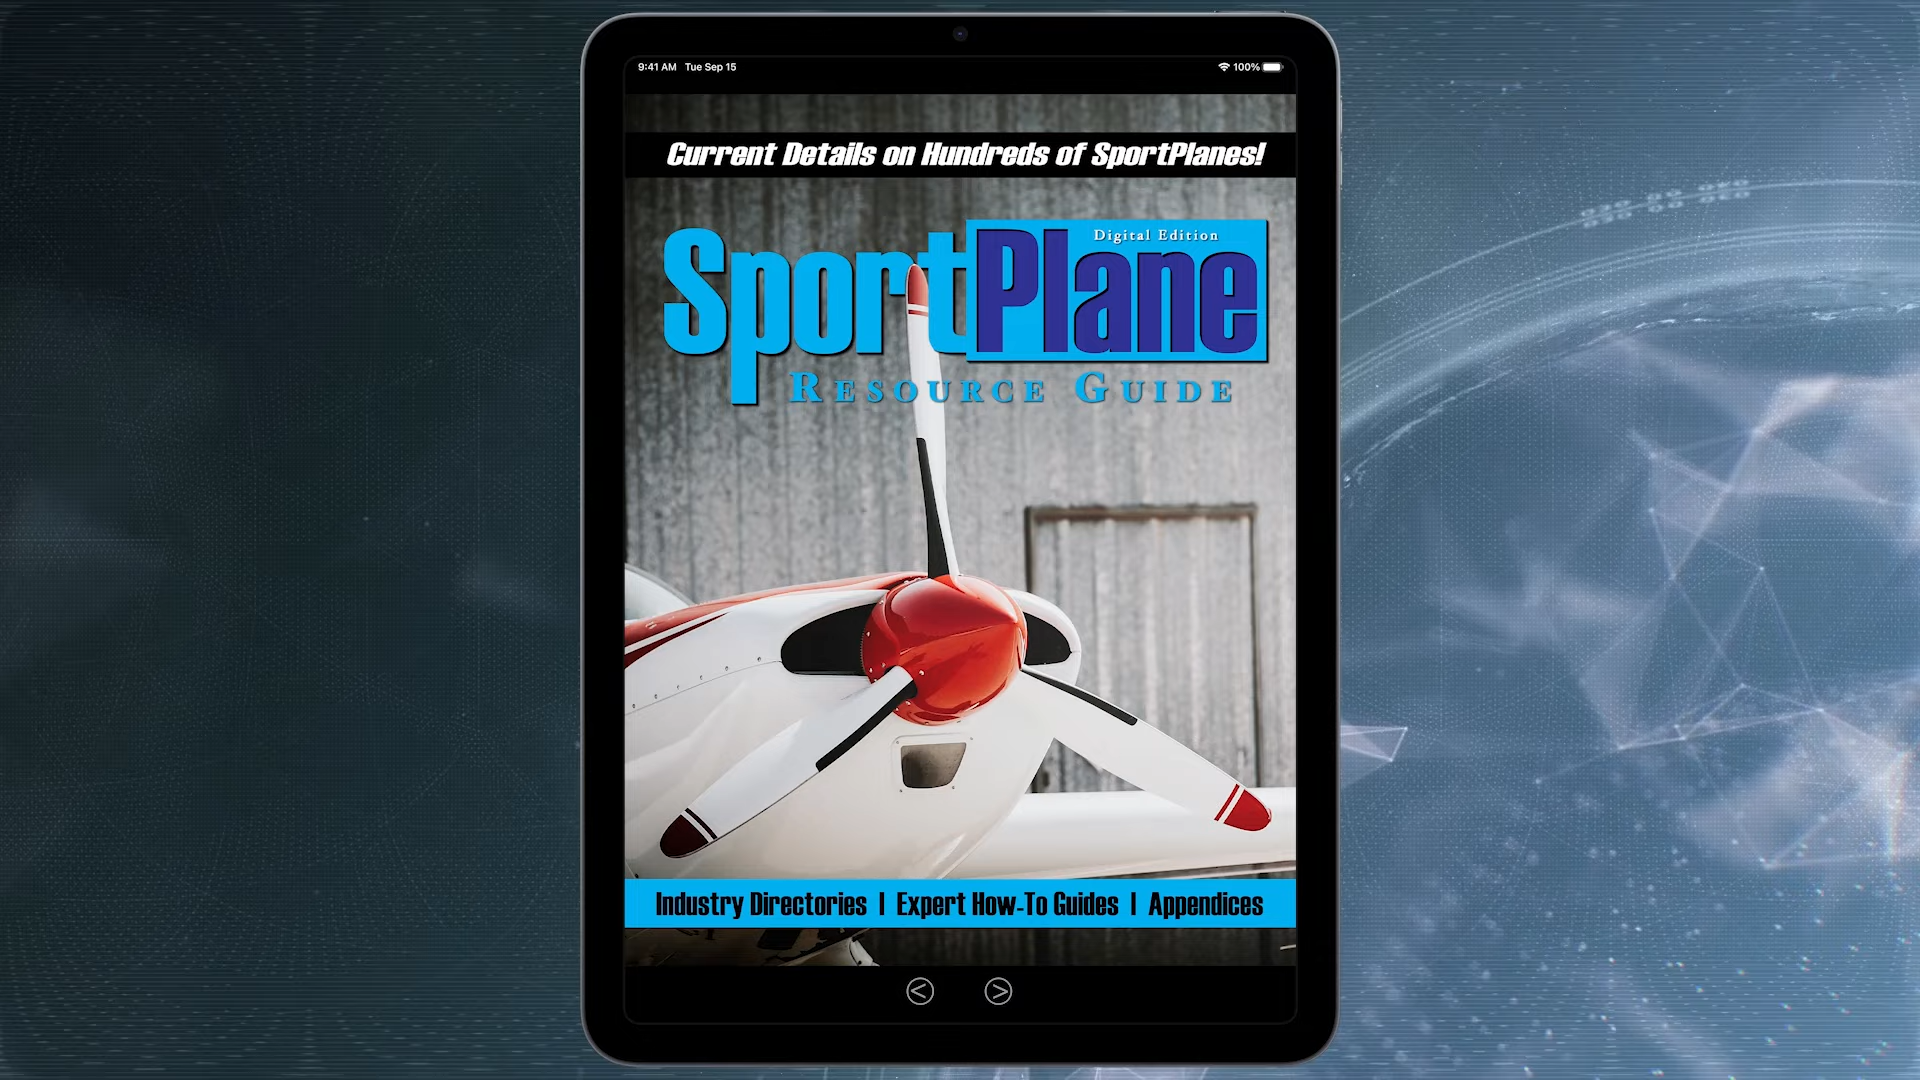 9:41 AM Tue Sep 15
100%
Current Details on Hundreds of SportPlanes!
Digital Edition
SportPlane
RESOURCE GUIDE
Industry Directories | Expert How-To Guides | Appendices
< >